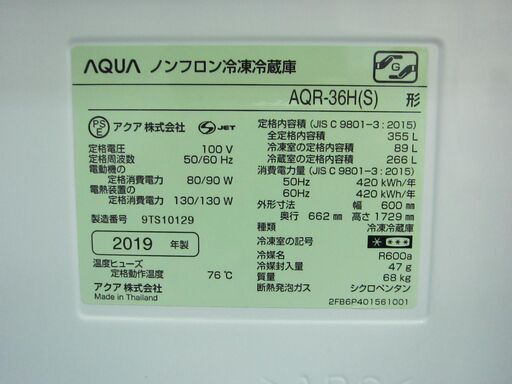 AQUA ノンフロン冷凍冷蔵庫
G
AQR-36H(S) 形
PS E アクア 株式会社 S JET
定格電圧 100 V
定格周波数 50/60 Hz
電動機の
定格消費電力 80/90 W
電熱装置の
定格消費電力 130/130 W
製造番号 9TS10129
2019 年製
温度ヒューズ
定格動作温度 76℃
アクア 株式会社
Made in Thailand
定格内容積 (JIS C 9801-3 : 2015)
全定格内容積 355 L
冷凍室の定格内容積 89 L
冷蔵室の定格内容積 266 L
消費電力量 (JIS C 9801-3 : 2015)
50Hz 420 kWh/年
60Hz 420 kWh/年
外形寸法 幅 600 mm
奥行 662 mm 高さ 1729 mm
種類 冷凍冷蔵庫
冷凍室の記号 * ***
冷媒名 R600a
冷媒封入量 47 g
質量 68 kg
断熱発泡ガス シクロペンタン
2FB6P401561001